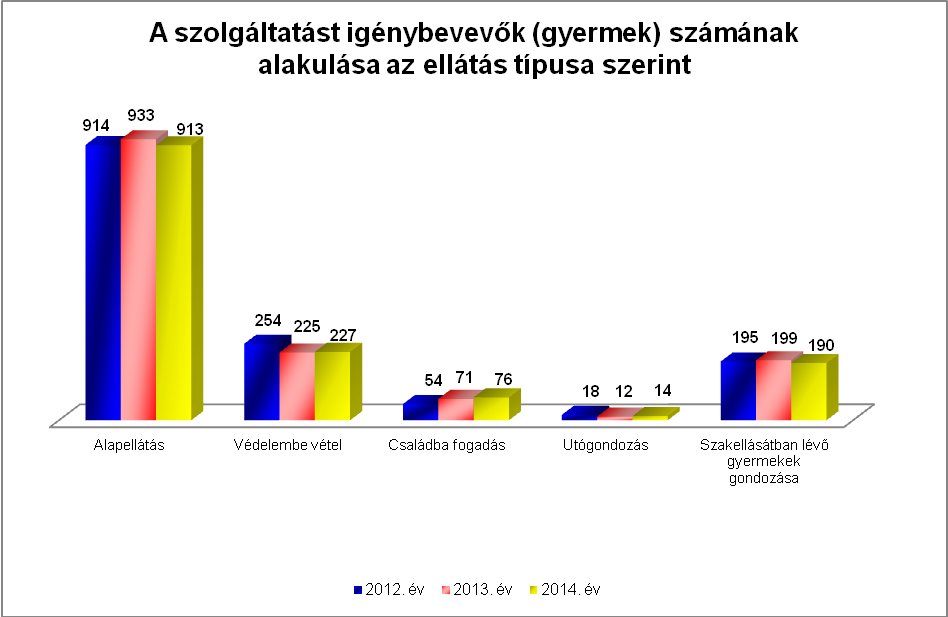 A szolgáltatást igénybevevők (gyermek) számának
alakulása az ellátás típusa szerint
914 933 913
254 225 227
54 71 76
18 12 14
195 199 190
Alapellátás
Védelembe vétel
Családba fogadás
Utógondozás
Szakellásátban lévő
gyermekek
gondozása
2012. év 2013. év 2014. év